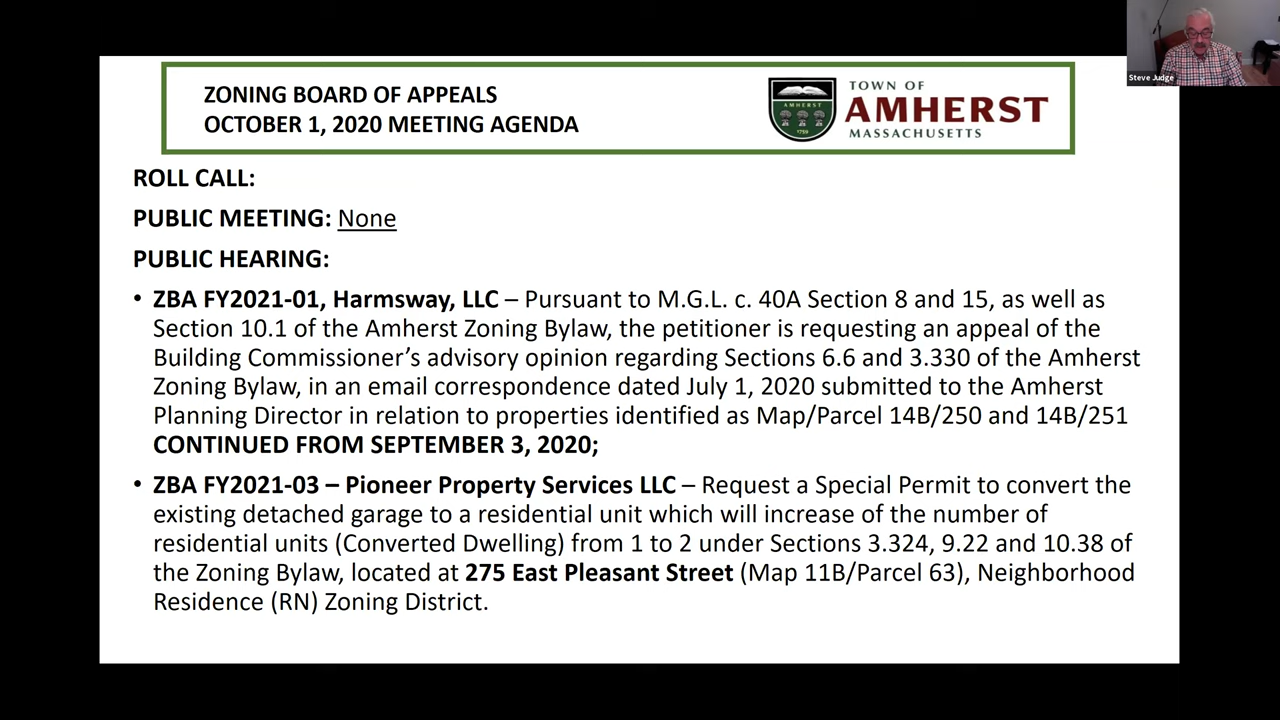 Steve Judge
ZONING BOARD OF APPEALS
OCTOBER 1, 2020 MEETING AGENDA
AMHERST
1759
TOWN OF
AMHERST
MASSACHUSETTS
ROLL CALL:
PUBLIC MEETING: None
PUBLIC HEARING:
• ZBA FY2021-01, Harmsway, LLC – Pursuant to M.G.L. c. 40A Section 8 and 15, as well as
Section 10.1 of the Amherst Zoning Bylaw, the petitioner is requesting an appeal of the
Building Commissioner’s advisory opinion regarding Sections 6.6 and 3.330 of the Amherst
Zoning Bylaw, in an email correspondence dated July 1, 2020 submitted to the Amherst
Planning Director in relation to properties identified as Map/Parcel 14B/250 and 14B/251
CONTINUED FROM SEPTEMBER 3, 2020;
• ZBA FY2021-03 – Pioneer Property Services LLC – Request a Special Permit to convert the
existing detached garage to a residential unit which will increase of the number of
residential units (Converted Dwelling) from 1 to 2 under Sections 3.324, 9.22 and 10.38 of
the Zoning Bylaw, located at 275 East Pleasant Street (Map 11B/Parcel 63), Neighborhood
Residence (RN) Zoning District.